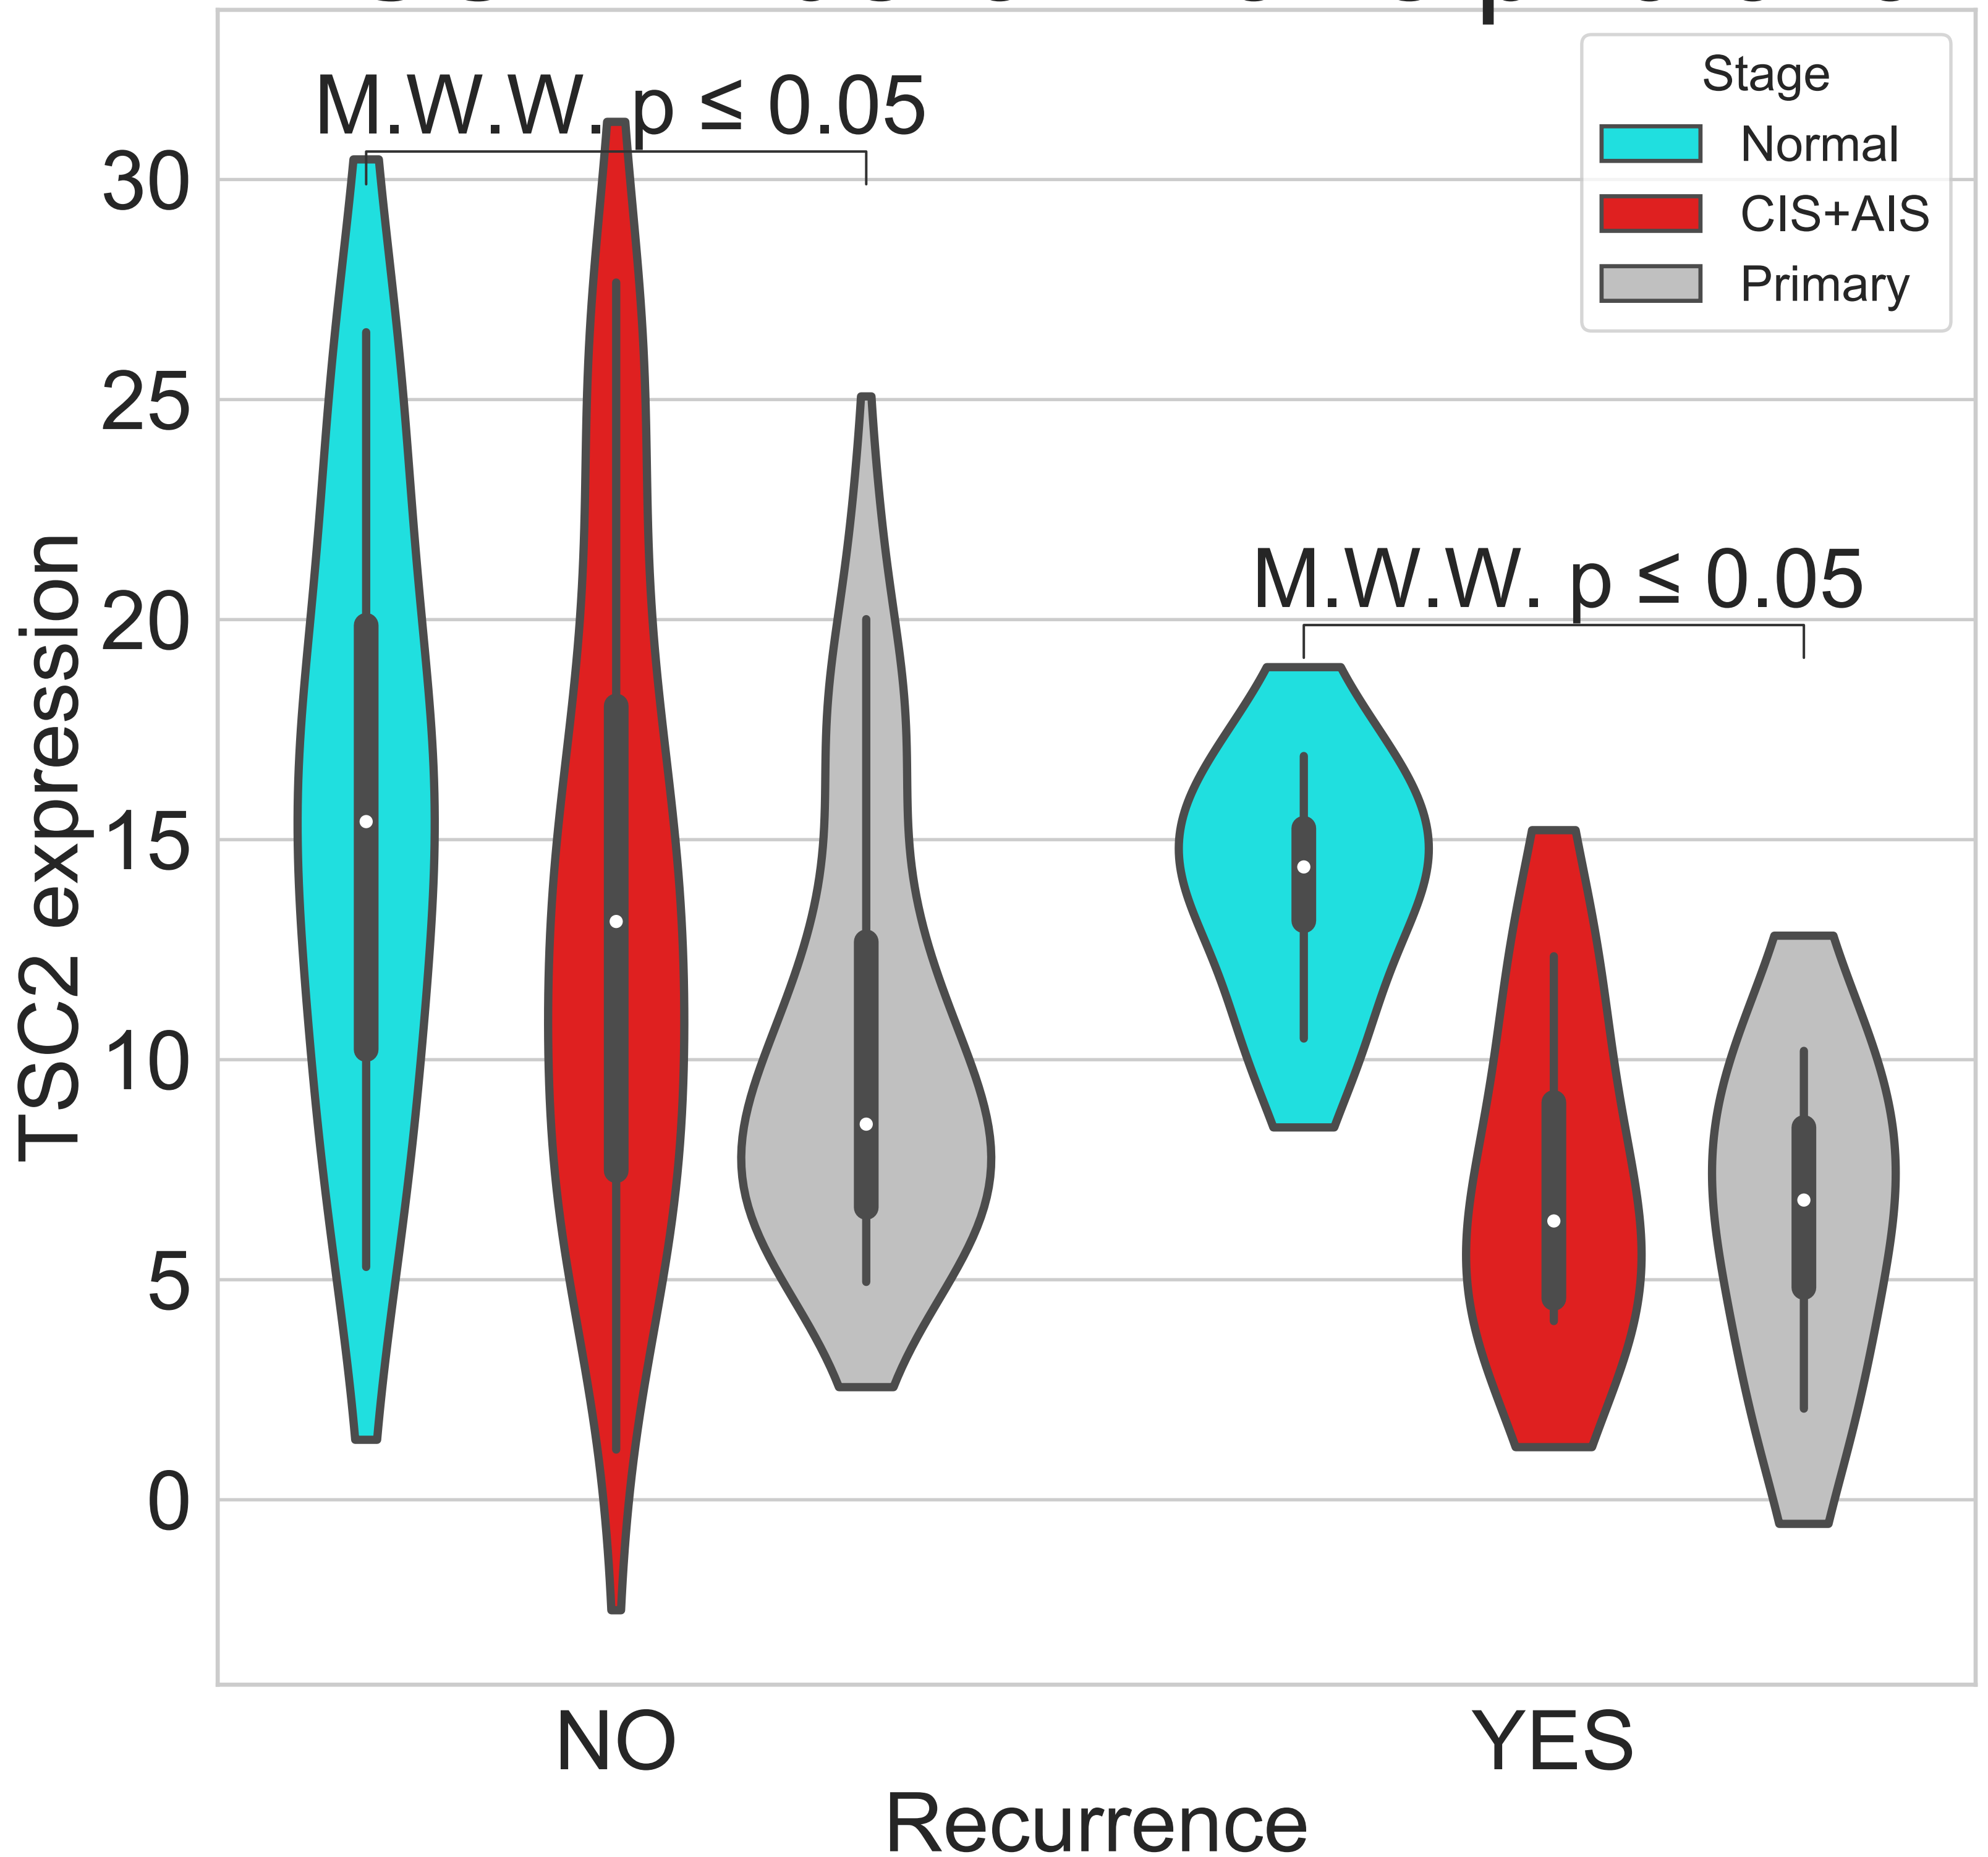 M.W.W. p ≤ 0.05
Stage
Normal
CIS+AIS
Primary
30
25
20
15
10
5
0
TSC2 expression
M.W.W. p ≤ 0.05
NO
YES
Recurrence